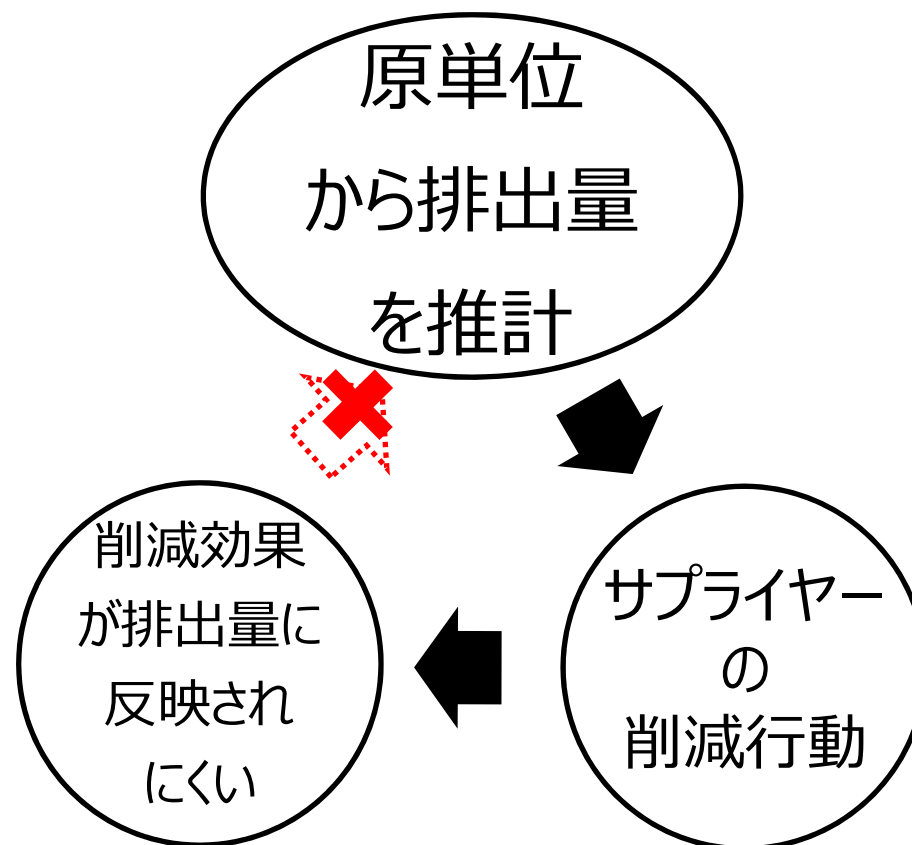 原単位
から排出量
を推計
サプライヤー
の
削減行動
削減効果
が排出量に
反映され
にくい